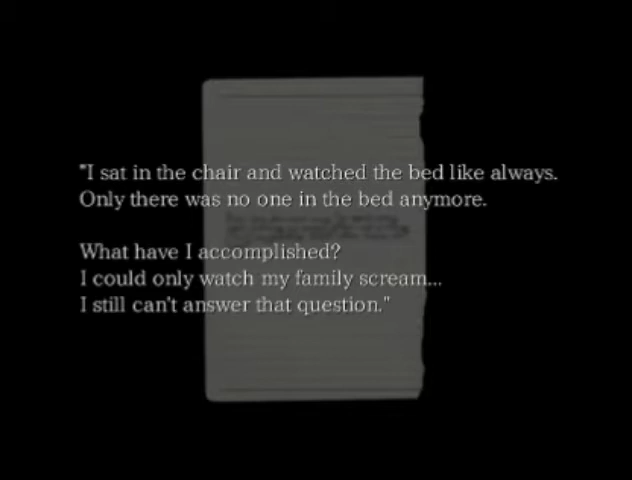 "I sat in the chair and watched the bed like always.
Only there was no one in the bed anymore.
What have I accomplished?
I could only watch my family scream...
I still can't answer that question."